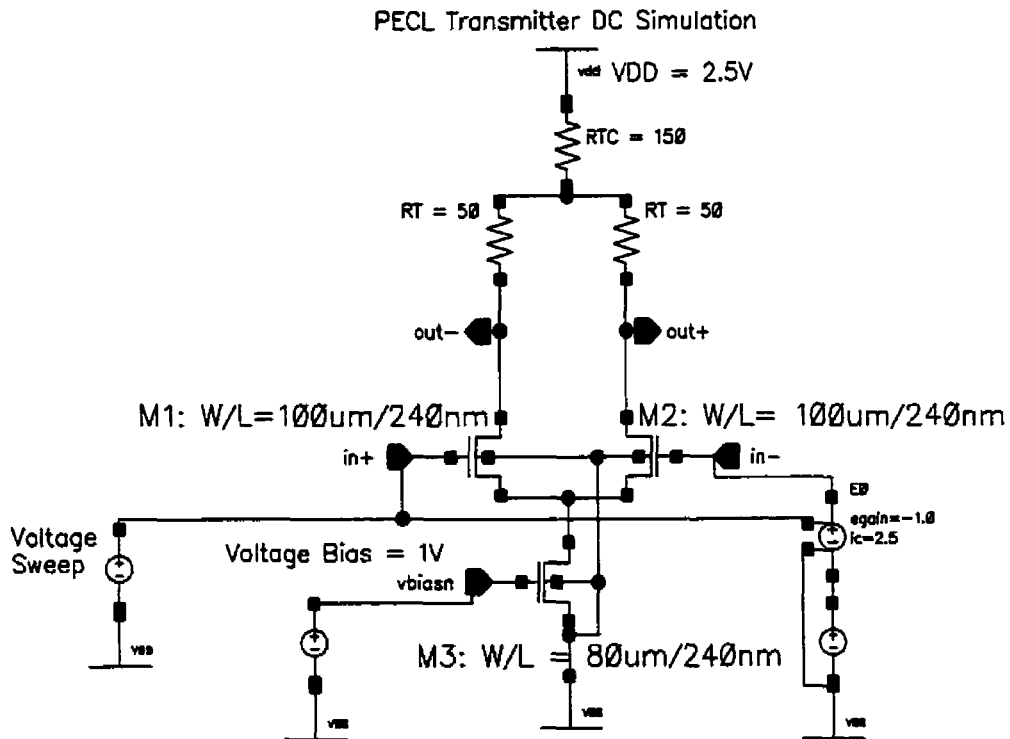 PECL Transmitter DC Simulation
vdd VDD = 2.5V
RTC = 150
RT = 50
RT = 50
out-
out+
M1: W/L=100um/240nm
M2: W/L= 100um/240nm
in+
in-
E0
egain=-1.0
ic=2.5
Voltage
Sweep
Voltage Bias = 1V
vbiasn
M3: W/L = 80um/240nm
vss
vss
vss
vss